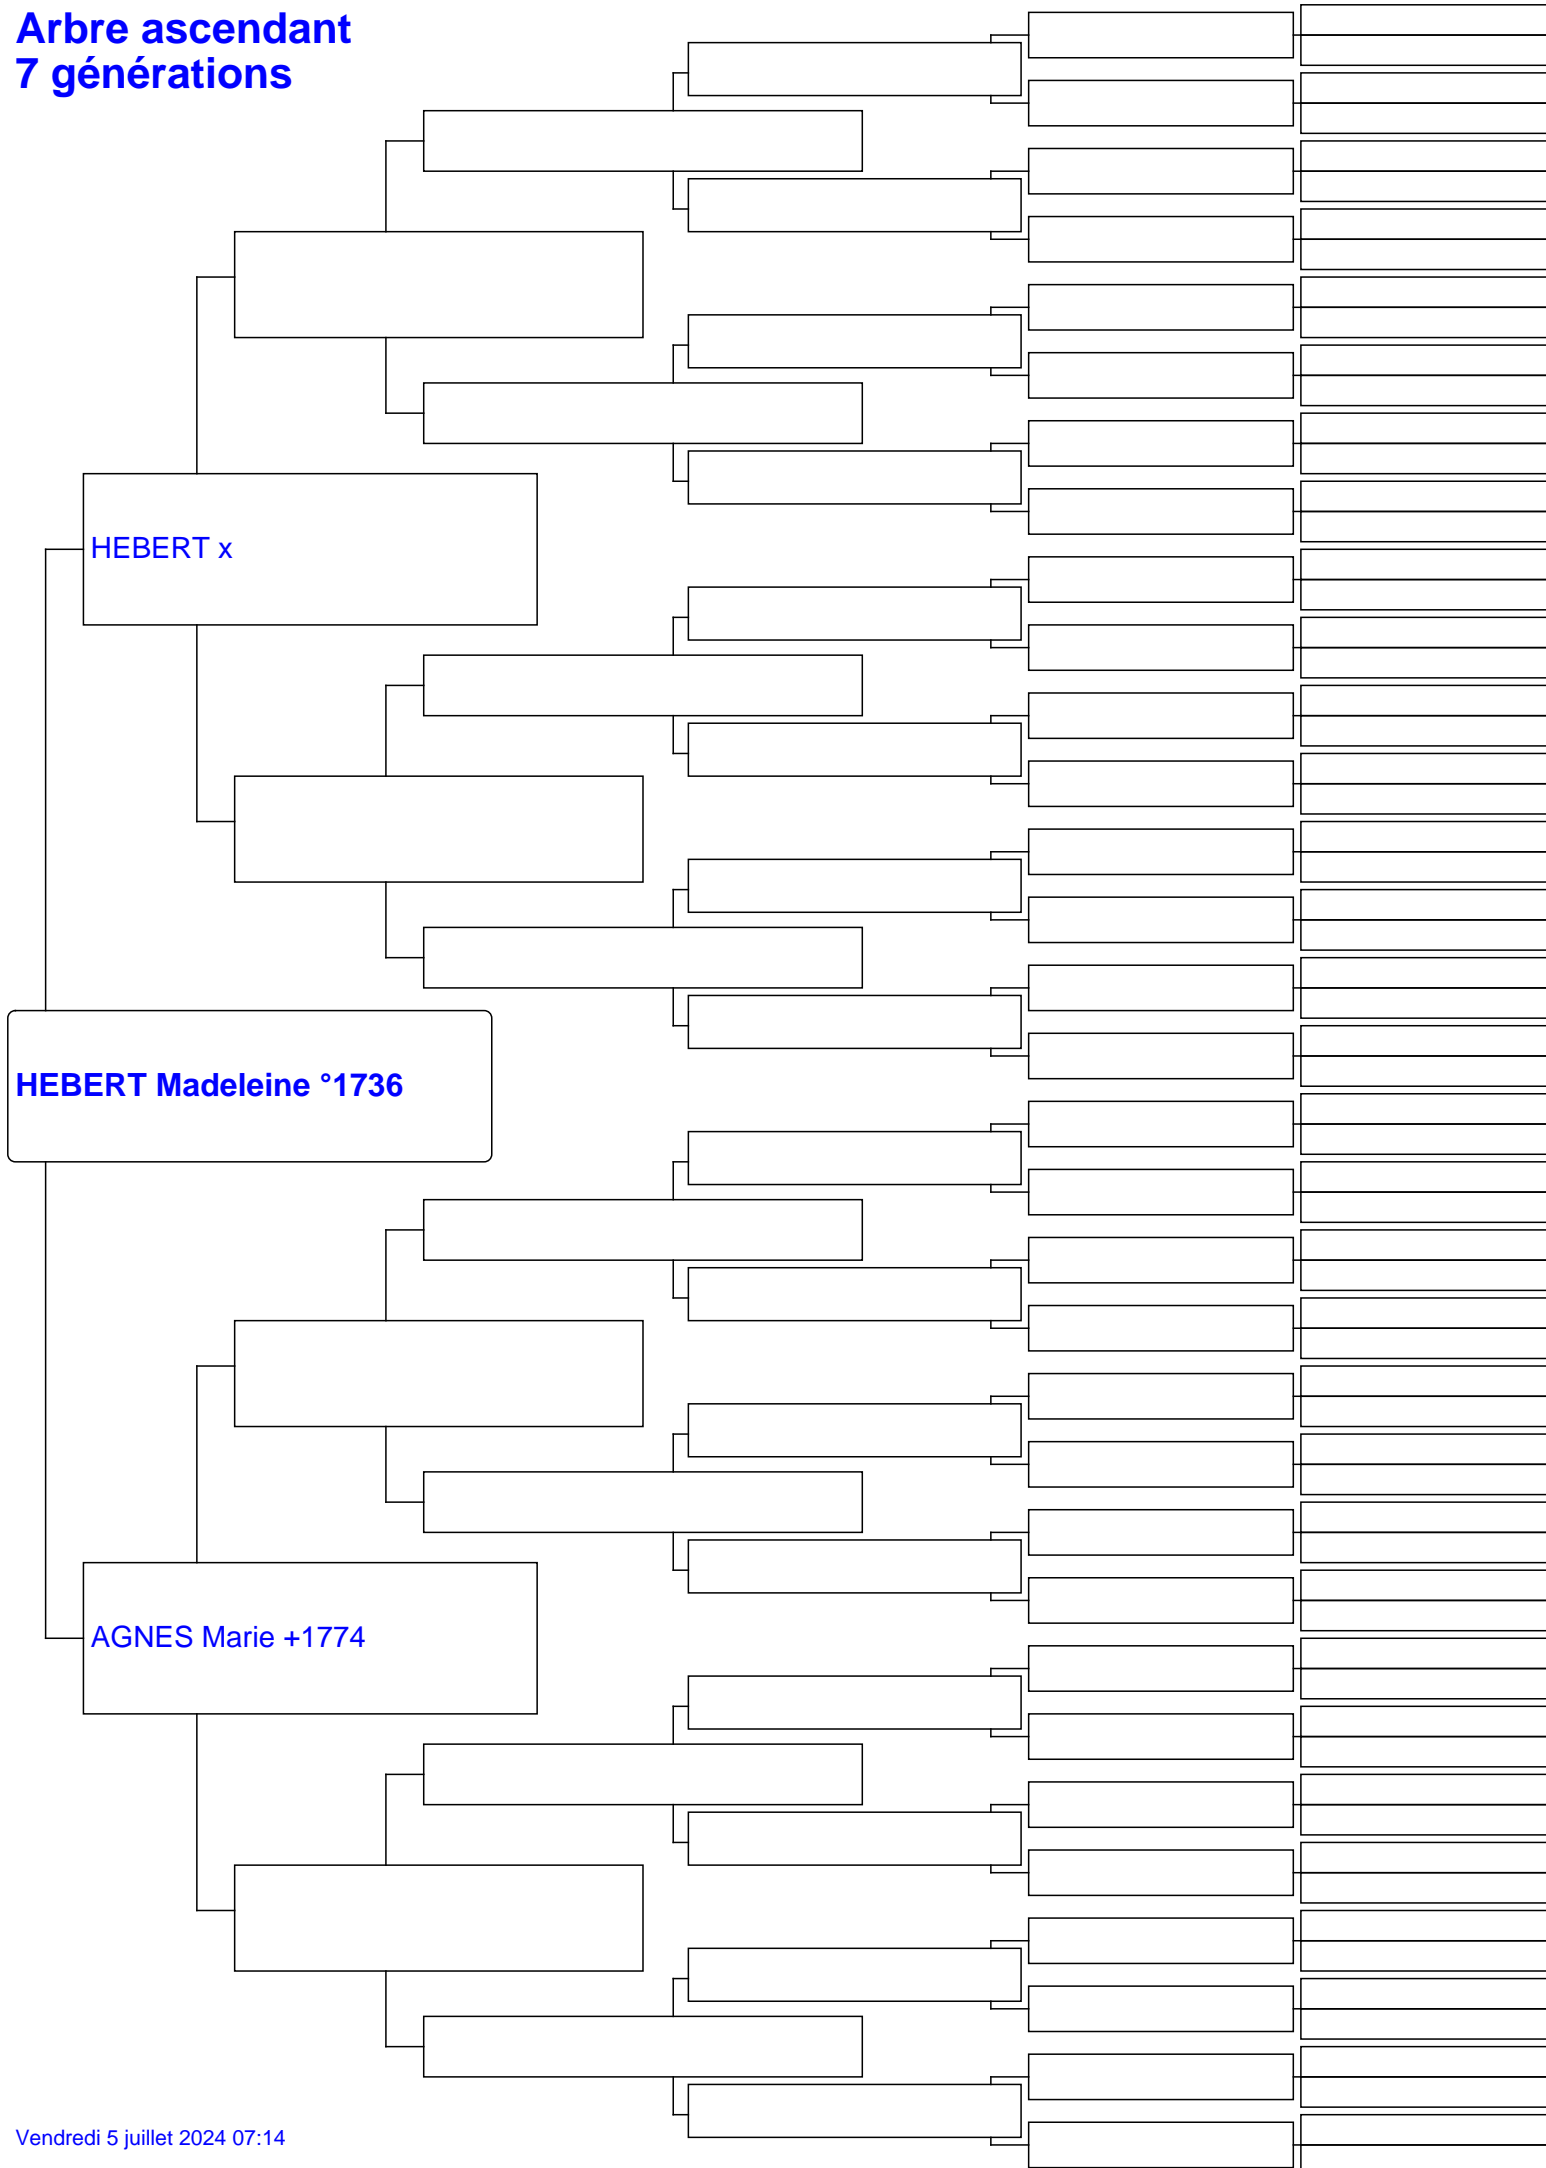 Arbre ascendant
7 générations
HEBERT x
HEBERT Madeleine °1736
AGNES Marie +1774
Vendredi 5 juillet 2024 07:14